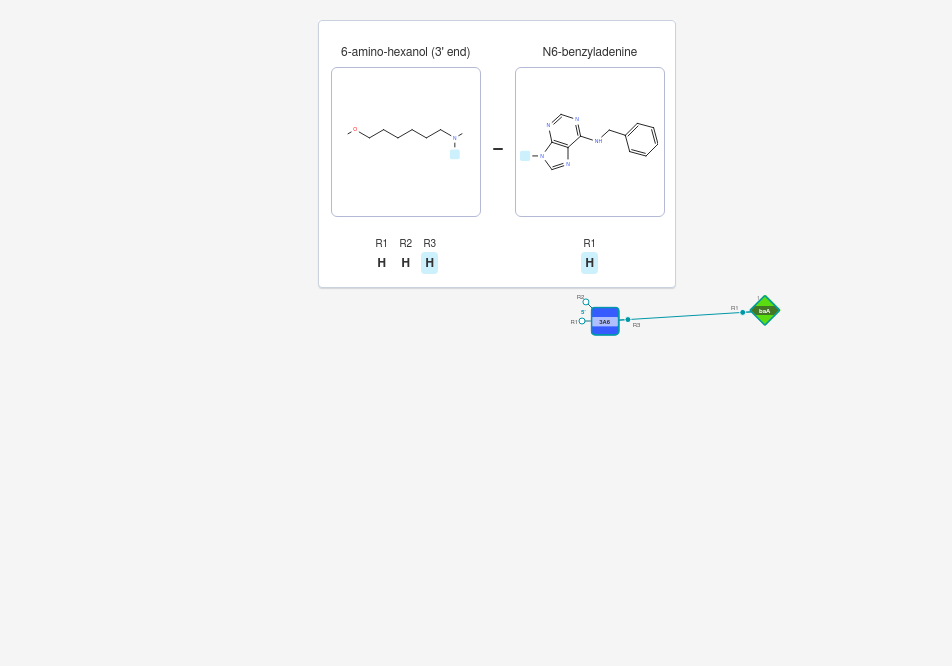 6-amino-hexanol (3' end) N6-benzyladenine
O N
N N N N NH
–
R1 R2 R3 R1
H H H H
R2
5'
R1 3A6 R3 R1 baA